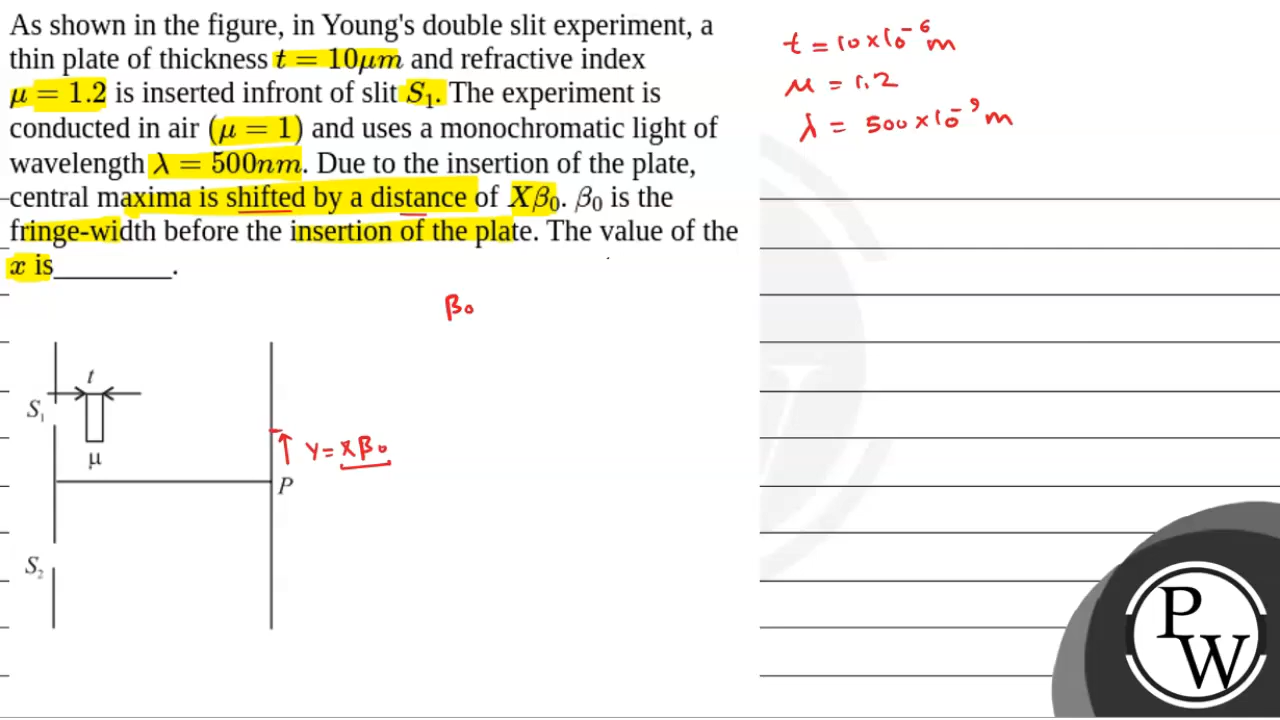 As shown in the figure, in Young's double slit experiment, a
thin plate of thickness t = 10μm and refractive index
μ = 1.2 is inserted infront of slit S₁. The experiment is
conducted in air (μ = 1) and uses a monochromatic light of
wavelength λ = 500nm. Due to the insertion of the plate,
central maxima is shifted by a distance of Xβ₀. β₀ is the
fringe-width before the insertion of the plate. The value of the
x is_________.
t = 10 × 10⁻⁶ m
μ = 1.2
λ = 500 × 10⁻⁹ m
β₀
t
S₁
μ
Y = xβ₀
P
S₂
P
W